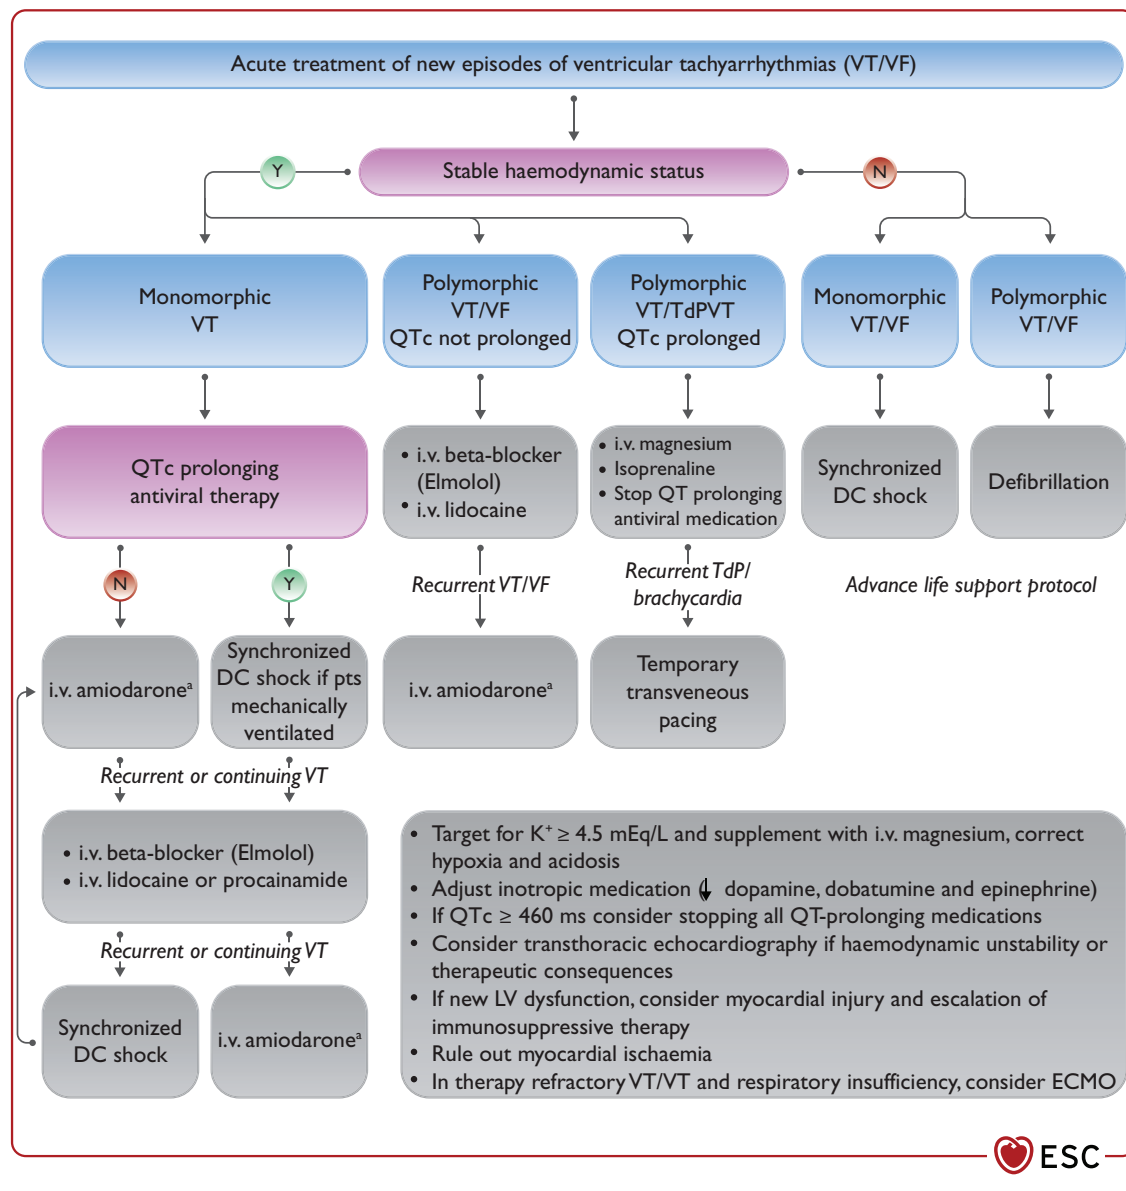 Acute treatment of new episodes of ventricular tachyarrhythmias (VT/VF)
Stable haemodynamic status
Y
N
Monomorphic
VT
Polymorphic
VT/VF
QTc not prolonged
Polymorphic
VT/TdPVT
QTc prolonged
Monomorphic
VT/VF
Polymorphic
VT/VF
QTc prolonging
antiviral therapy
• i.v. beta-blocker
(Elmolol)
• i.v. lidocaine
• i.v. magnesium
• Isoprenaline
• Stop QT prolonging
antiviral medication
Synchronized
DC shock
Defibrillation
N
Y
Recurrent VT/VF
Recurrent TdP/
brachycardia
Advance life support protocol
i.v. amiodaroneª
Synchronized
DC shock if pts
mechanically
ventilated
i.v. amiodaroneª
Temporary
transveneous
pacing
Recurrent or continuing VT
• i.v. beta-blocker (Elmolol)
• i.v. lidocaine or procainamide
Recurrent or continuing VT
Synchronized
DC shock
i.v. amiodaroneª
• Target for K⁺ ≥ 4.5 mEq/L and supplement with i.v. magnesium, correct
hypoxia and acidosis
• Adjust inotropic medication (↓ dopamine, dobatumine and epinephrine)
• If QTc ≥ 460 ms consider stopping all QT-prolonging medications
• Consider transthoracic echocardiography if haemodynamic unstability or
therapeutic consequences
• If new LV dysfunction, consider myocardial injury and escalation of
immunosuppressive therapy
• Rule out myocardial ischaemia
• In therapy refractory VT/VT and respiratory insufficiency, consider ECMO
ESC